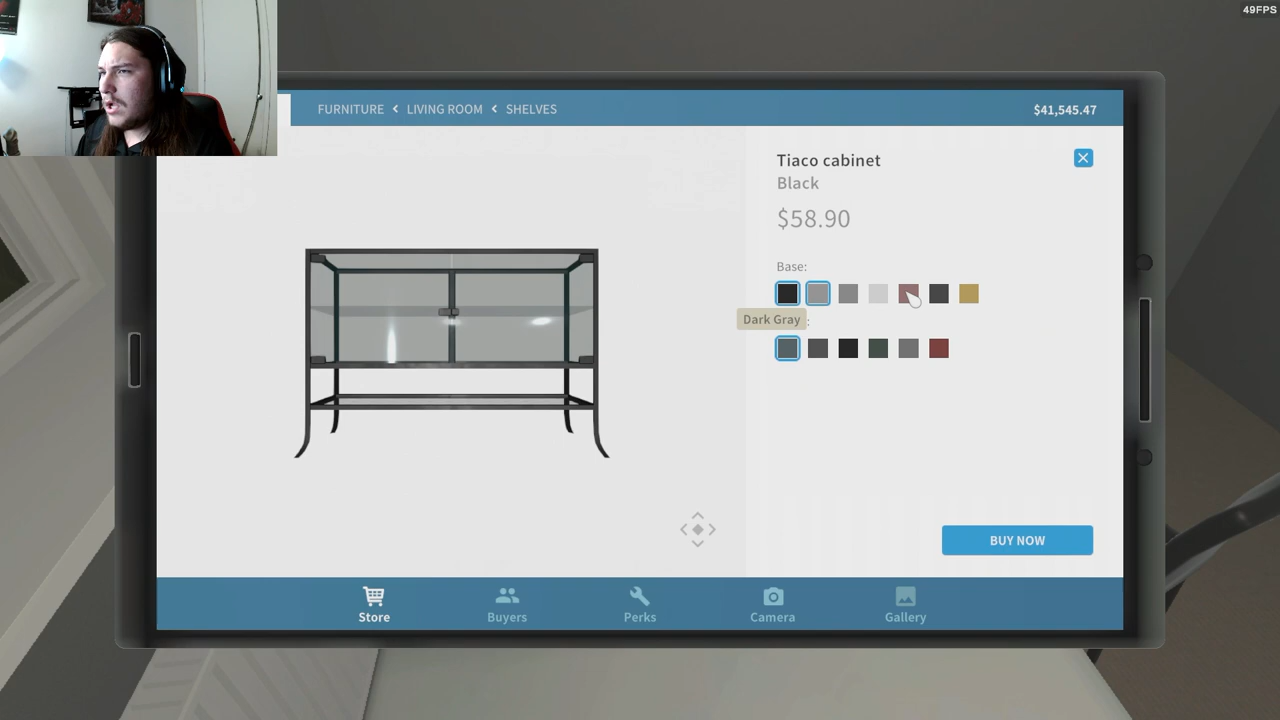 49FPS
FURNITURE < LIVING ROOM < SHELVES
$41,545.47
Tiaco cabinet
Black
$58.90
Base:
Dark Gray
:
BUY NOW
Store
Buyers
Perks
Camera
Gallery